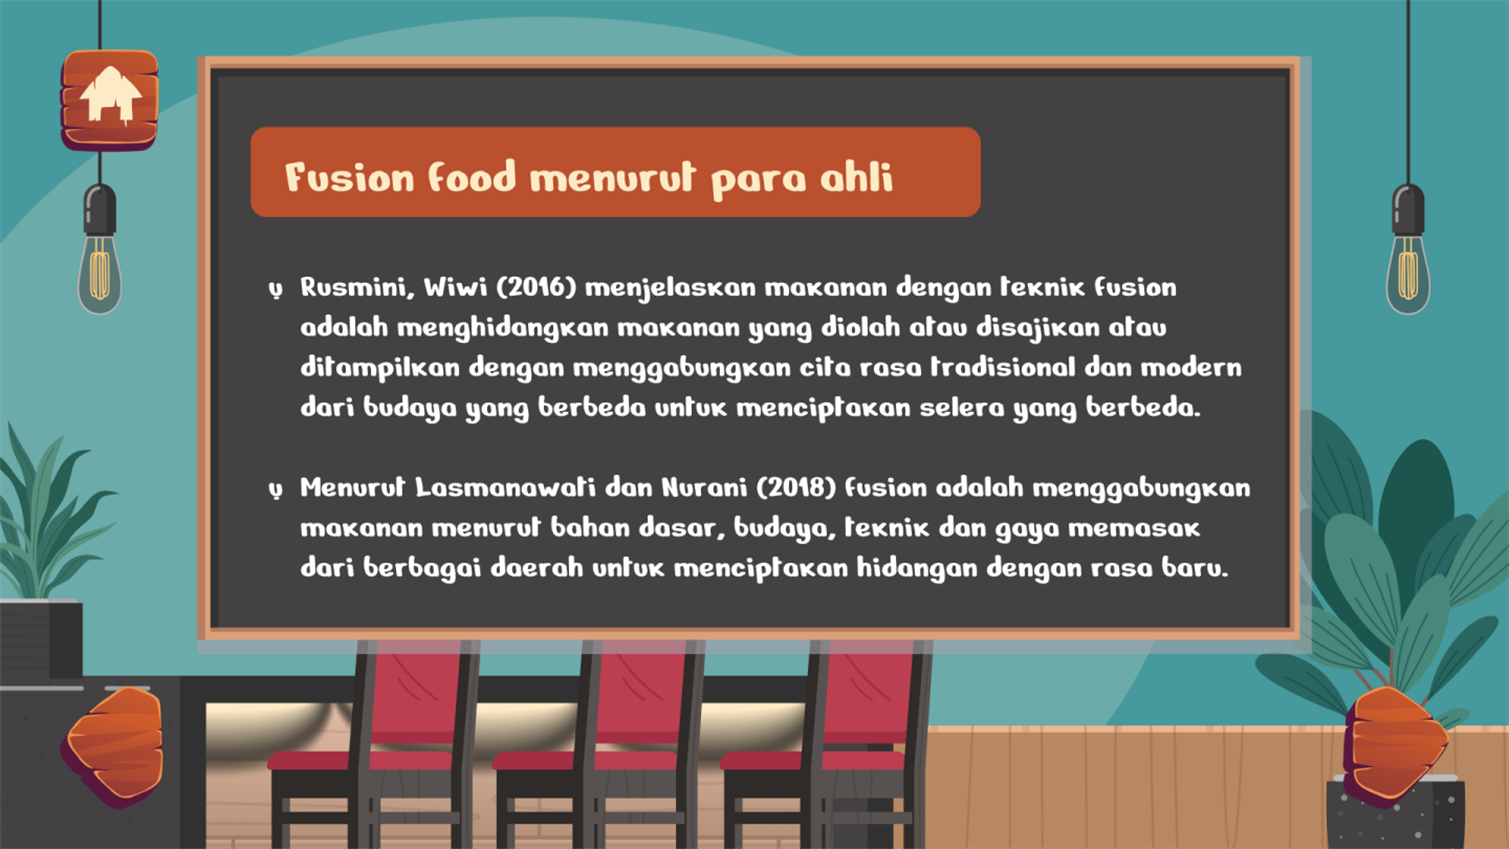 Fusion food menurut para ahli
Rusmini, Wiwi (2016) menjelaskan makanan dengan teknik fusion
adalah menghidangkan makanan yang diolah atau disajikan atau
ditampilkan dengan menggabungkan cita rasa tradisional dan modern
dari budaya yang berbeda untuk menciptakan selera yang berbeda.
Menurut Lasmanawati dan Nurani (2018) fusion adalah menggabungkan
makanan menurut bahan dasar, budaya, teknik dan gaya memasak
dari berbagai daerah untuk menciptakan hidangan dengan rasa baru.